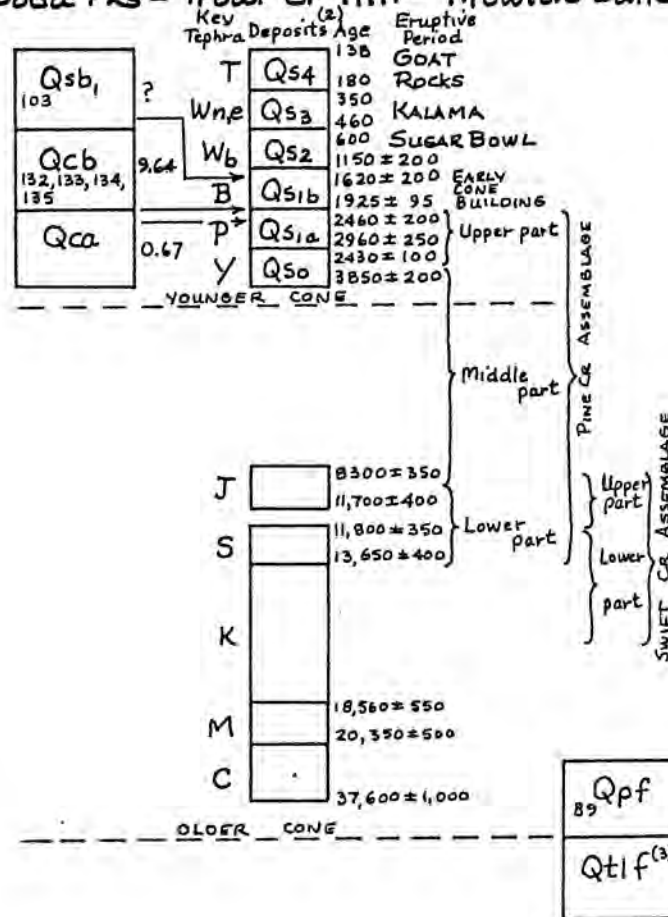 Key
Tephra Deposits(2) Age Eruptive
Period
138 GOAT
T Qs4
180 Rocks
350
Wn,e Qs3 KALAMA
460
600 SUGAR BOWL
Wb Qs2
1150 ± 200
1620 ± 200 EARLY
CONE
B Qs1b
1925 ± 95 BUILDING
2460 ± 200
P Qs1a Upper part
2960 ± 250
2430 ± 100
Y Qso
3850 ± 200
Qsb1
103
?
Qcb
132, 133, 134,
135
9.64
Qca
0.67
YOUNGER CONE
Middle
part
PINE CR ASSEMBLAGE
8300 ± 350
J
11,700 ± 400
11,800 ± 350 Lower
part
S
13,650 ± 400
Upper
part
Lower
part
SWIFT CR ASSEMBLAGE
K
18,560 ± 550
M
20,350 ± 500
C
37,600 ± 1,000
OLDER CONE
89 Qpf
Qtlf(3